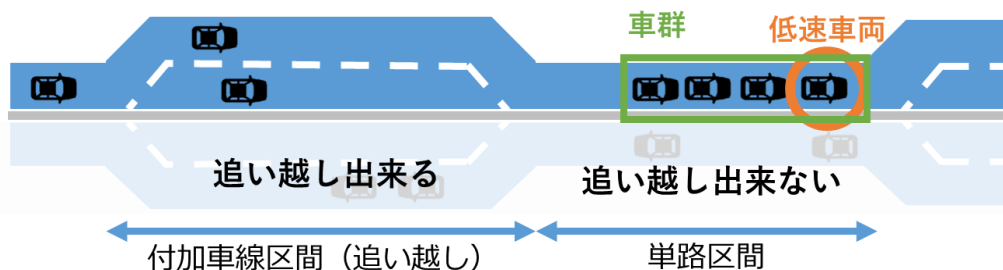 車群
低速車両
追い越し出来る
追い越し出来ない
付加車線区間（追い越し）
単路区間